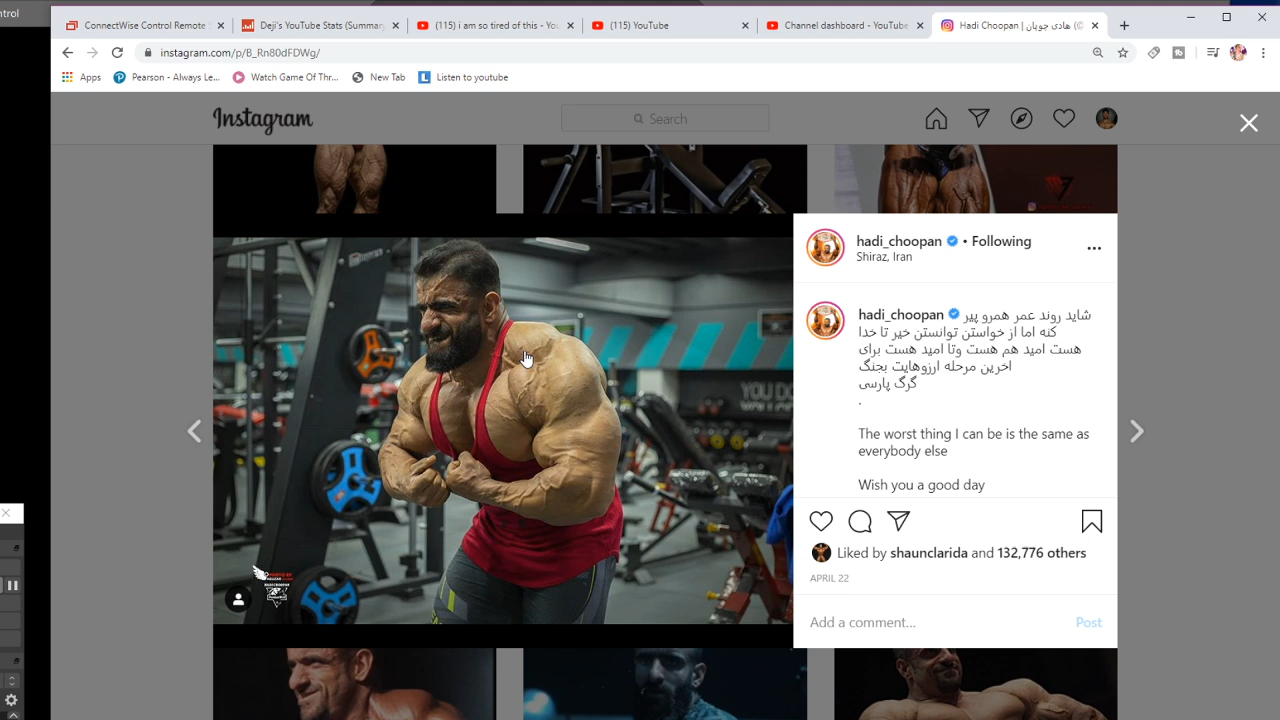 ntrol
ConnectWise Control Remote S
Deji's YouTube Stats (Summary
(115) i am so tired of this - You
(115) YouTube
Channel dashboard - YouTube
Hadi Choopan | هادی چوپان (@
instagram.com/p/B_Rn80dFDWg/
Apps
Pearson - Always Le...
Watch Game Of Thr...
New Tab
Listen to youtube
Instagram
Search
hadi_choopan • Following
Shiraz, Iran
hadi_choopan شاید روند عمر همرو پیر
کنه اما از خواستن توانستن خیر تا خدا
هست امید هم هست وتا امید هست برای
اخرین مرحله ارزوهایت بجنگ
گرگ پارسی
.
The worst thing I can be is the same as
everybody else
Wish you a good day
Liked by shaunclarida and 132,776 others
APRIL 22
Add a comment...
Post
YOU DO